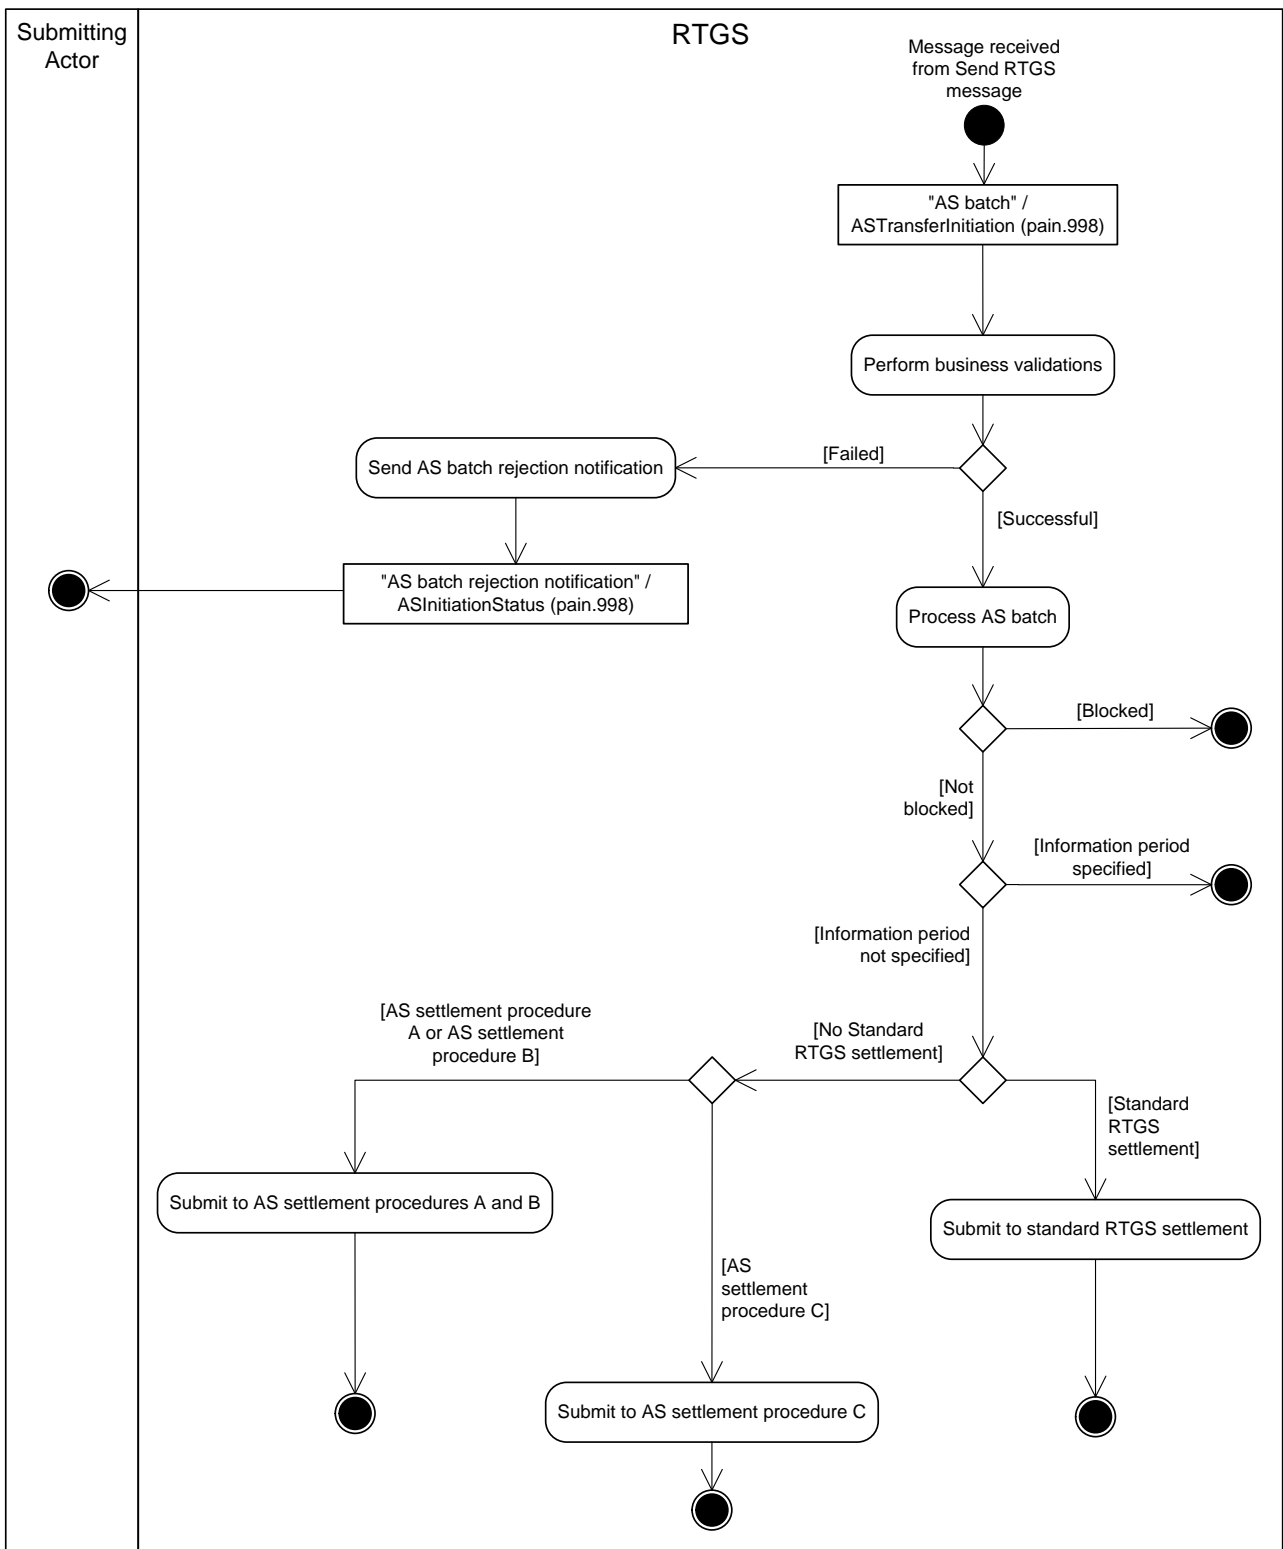 Submitting
Actor
RTGS
Message received
from Send RTGS
message
"AS batch" /
ASTransferInitiation (pain.998)
Perform business validations
[Failed]
Send AS batch rejection notification
[Successful]
"AS batch rejection notification" /
ASInitiationStatus (pain.998)
Process AS batch
[Blocked]
[Not
blocked]
[Information period
specified]
[Information period
not specified]
[AS settlement procedure
A or AS settlement
procedure B]
[No Standard
RTGS settlement]
[Standard
RTGS
settlement]
Submit to AS settlement procedures A and B
Submit to standard RTGS settlement
[AS
settlement
procedure C]
Submit to AS settlement procedure C